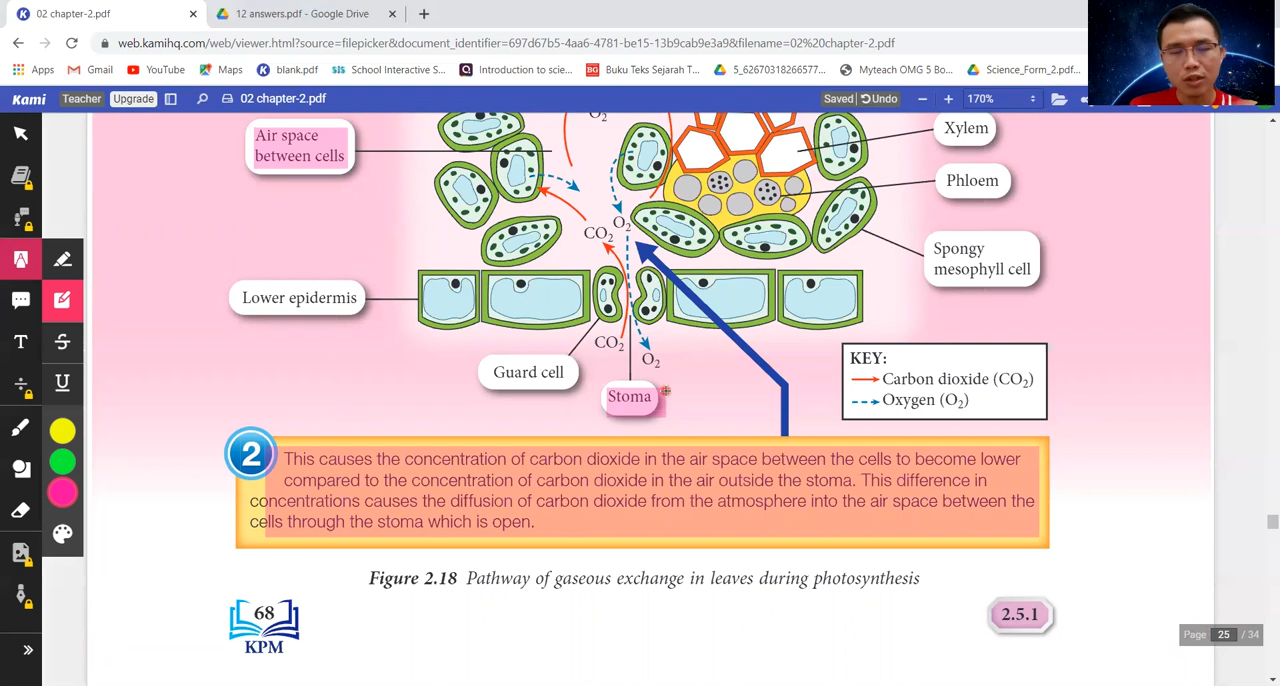 02 chapter-2.pdf
12 answers.pdf - Google Drive
web.kamihq.com/web/viewer.html?source=filepicker&document_identifier=697d67b5-4aa6-4781-be15-13b9cab9e3a9&filename=02%20chapter-2.pdf
Apps Gmail YouTube Maps blank.pdf School Interactive S... Introduction to scie... Buku Teks Sejarah T... 5_62670318266577... Myteach OMG 5 Bo... Science_Form_2.pdf...
Kami Teacher Upgrade 02 chapter-2.pdf Saved Undo 170%
O2
Air space
between cells
Xylem
Phloem
CO2 O2
Spongy
mesophyll cell
Lower epidermis
CO2
O2
Guard cell
Stoma
KEY:
Carbon dioxide (CO2)
Oxygen (O2)
2
This causes the concentration of carbon dioxide in the air space between the cells to become lower
compared to the concentration of carbon dioxide in the air outside the stoma. This difference in
concentrations causes the diffusion of carbon dioxide from the atmosphere into the air space between the
cells through the stoma which is open.
Figure 2.18 Pathway of gaseous exchange in leaves during photosynthesis
68
KPM
2.5.1
Page 25 / 34